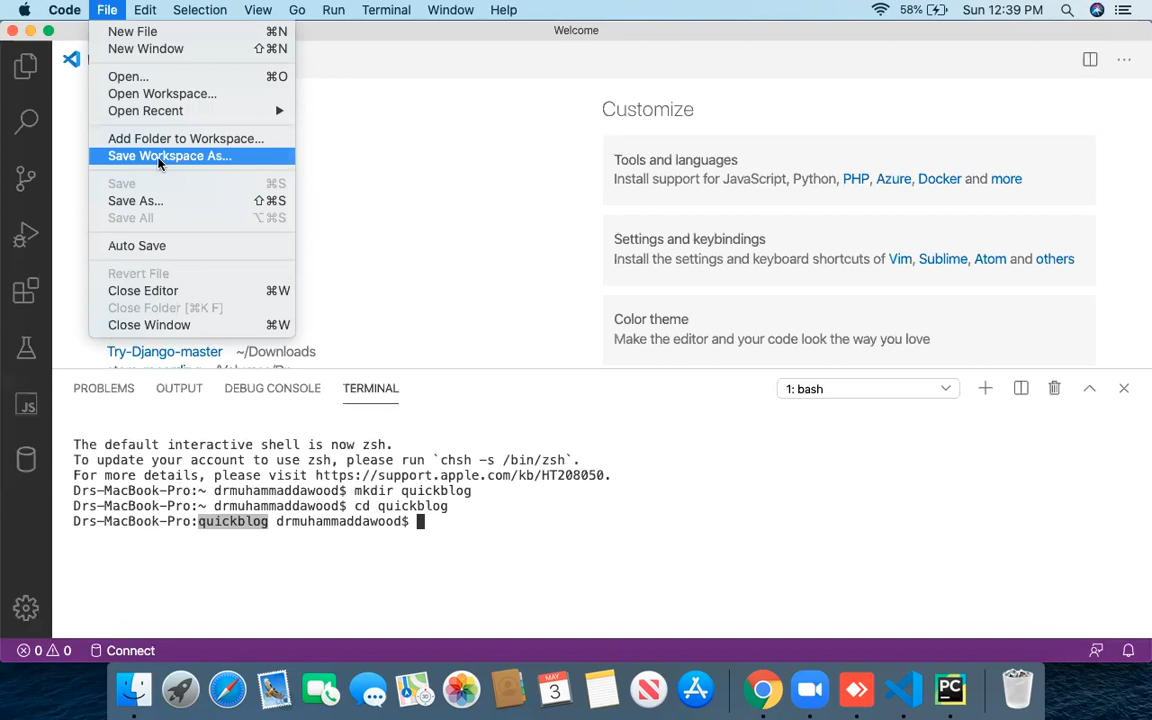 Code File Edit Selection View Go Run Terminal Window Help 58% Sun 12:39 PM
Welcome
New File ⌘N
New Window ⇧⌘N
Open... ⌘O
Open Workspace...
Open Recent ▶
Add Folder to Workspace...
Save Workspace As...
Save ⌘S
Save As... ⇧⌘S
Save All ⌥⌘S
Auto Save
Revert File
Close Editor ⌘W
Close Folder [⌘K F]
Close Window ⌘W
Try-Django-master ~/Downloads
Customize
Tools and languages
Install support for JavaScript, Python, PHP, Azure, Docker and more
Settings and keybindings
Install the settings and keyboard shortcuts of Vim, Sublime, Atom and others
Color theme
Make the editor and your code look the way you love
PROBLEMS OUTPUT DEBUG CONSOLE TERMINAL 1: bash
The default interactive shell is now zsh.
To update your account to use zsh, please run `chsh -s /bin/zsh`.
For more details, please visit https://support.apple.com/kb/HT208050.
Drs-MacBook-Pro:~ drmuhammaddawood$ mkdir quickblog
Drs-MacBook-Pro:~ drmuhammaddawood$ cd quickblog
Drs-MacBook-Pro:quickblog drmuhammaddawood$
0 0 Connect
JS
MAY
3
PC